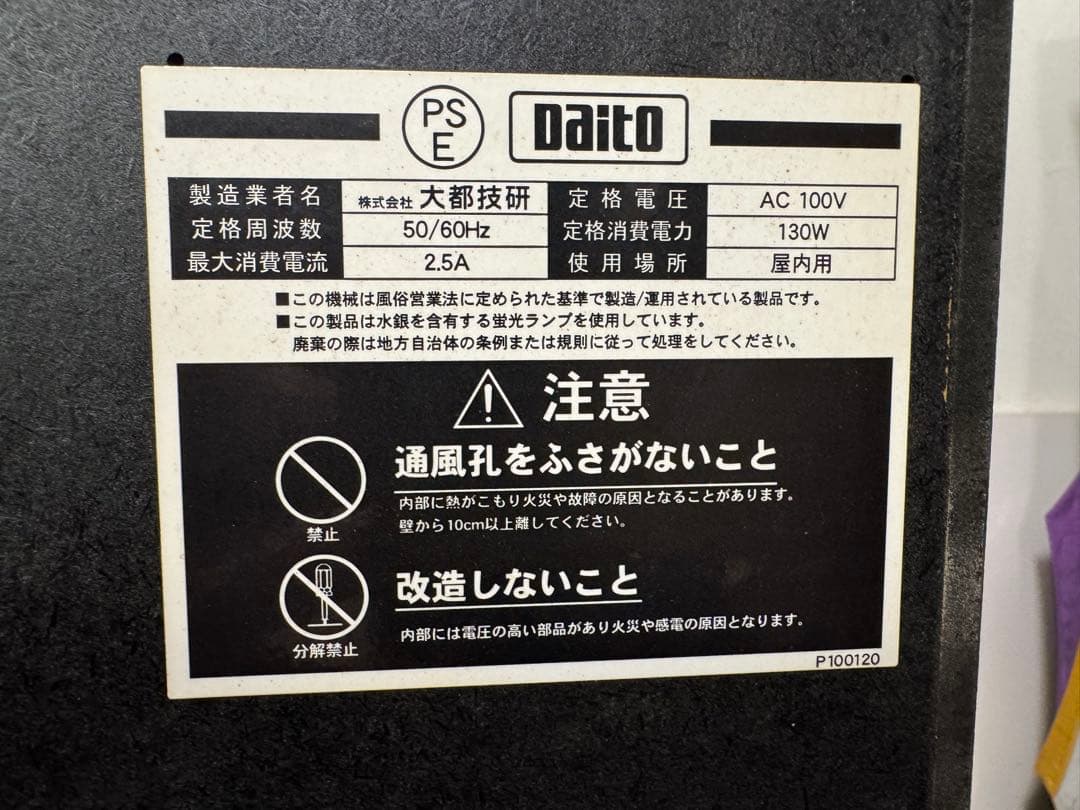 PS
E
Daito
製造業者名 株式会社 大都技研 定格電圧 AC 100V
定格周波数 50/60Hz 定格消費電力 130W
最大消費電流 2.5A 使用場所 屋内用
■この機械は風俗営業法に定められた基準で製造/運用されている製品です。
■この製品は水銀を含有する蛍光ランプを使用しています。
廃棄の際は地方自治体の条例または規則に従って処理をしてください。
注意
通風孔をふさがないこと
内部に熱がこもり火災や故障の原因となることがあります。
壁から10cm以上離してください。
禁止
改造しないこと
内部には電圧の高い部品があり火災や感電の原因となります。
分解禁止
P100120